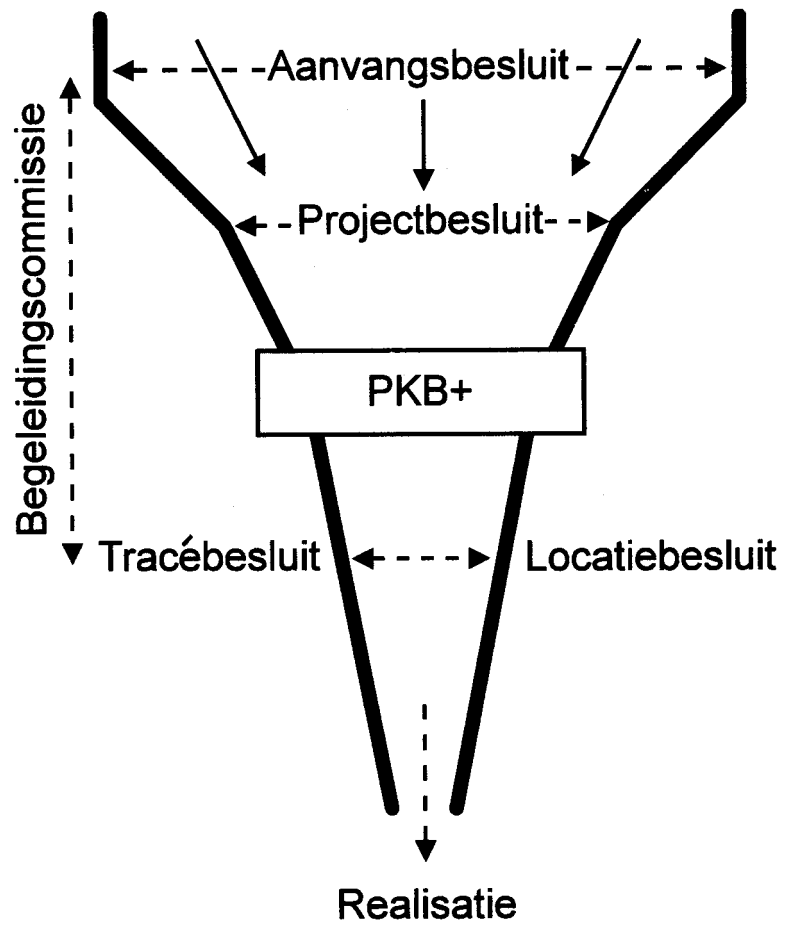 Aanvangsbesluit
Begeleidingscommissie
Projectbesluit
PKB+
Tracébesluit
Locatiebesluit
Realisatie